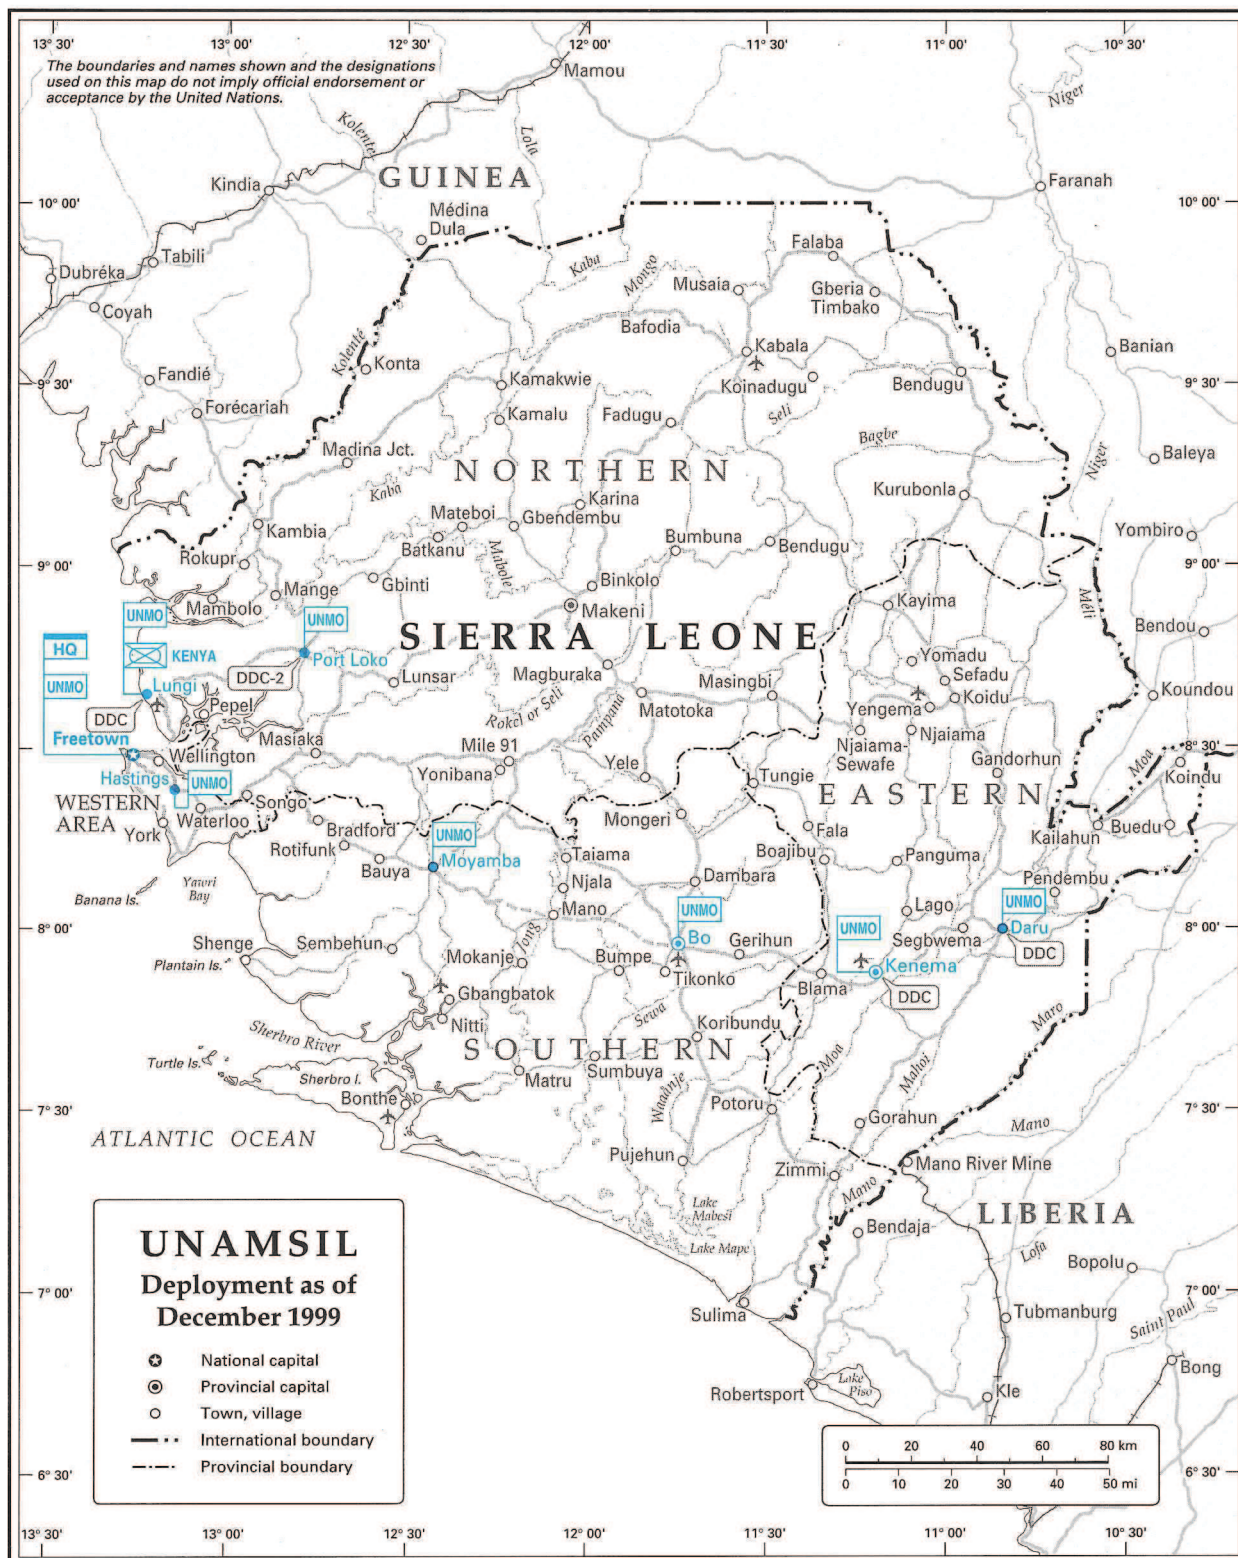 13° 30'
13° 00'
12° 30'
12° 00'
11° 30'
11° 00'
10° 30'
The boundaries and names shown and the designations
used on this map do not imply official endorsement or
acceptance by the United Nations.
Mamou
Niger
Kolente
Lola
GUINEA
Kindia
Faranah
10° 00'
10° 00'
Médina
Dula
Falaba
Tabili
Kaba
Mongo
Dubréka
Musaia
Gberia
Timbako
Coyah
Bafodia
Kolenté
Kabala
Banian
Konta
Fandié
Kamakwie
Koinadugu
Bendugu
9° 30'
9° 30'
Forécariah
Kamalu
Fadugu
Seli
Bagbe
Madina Jct.
NORTHERN
Niger
Baleya
Kaba
Karina
Kurubonla
Mateboi
Gbendembu
Kambia
Batkanu
Bumbuna
Bendugu
Yombiro
Rokupr
Mabole
9° 00'
9° 00'
Gbinti
Binkolo
Mange
Mambolo
Makeni
Kayima
Méli
UNMO
UNMO
Bendou
HQ
KENYA
SIERRA LEONE
Port Loko
Yomadu
Sefadu
UNMO
Lungi
DDC-2
Lunsar
Magburaka
Masingbi
Koidu
Koundou
DDC
Pepel
Rokel or Seli
Pampana
Matotoka
Yengema
Freetown
Masiaka
Mile 91
Njaiama-
Sewafe
Njaiama
8° 30'
8° 30'
Wellington
Yonibana
Yele
Tungie
Gandorhun
Moa
Koindu
Hastings
UNMO
EASTERN
WESTERN
AREA
Songo
Waterloo
York
Bradford
Mongeri
Fala
Kailahun
Buedu
Rotifunk
UNMO
Moyamba
Taiama
Boajibu
Panguma
Bauya
Njala
Dambara
Pendembu
Yawri
Bay
Banana Is.
UNMO
Mano
Lago
UNMO
8° 00'
8° 00'
UNMO
Bo
Gerihun
Segbwema
Daru
Shenge
Sembehun
Jong
Mokanje
Bumpe
Kenema
DDC
Plantain Is.
Tikonko
Blama
DDC
Gbangbatok
Sewa
Maro
Nitti
Koribundu
Sherbro River
SOUTHERN
Moa
Mahoi
Turtle Is.
Sherbro I.
Matru
Sumbuya
Waanje
Bonthe
Potoru
7° 30'
7° 30'
Gorahun
ATLANTIC OCEAN
Mano
Pujehun
Zimmi
Mano River Mine
Mano
Lake
Mabesi
LIBERIA
Bendaja
Lake Mape
Lofa
Bopolu
7° 00'
7° 00'
Sulima
Tubmanburg
Saint Paul
Bong
Lake
Piso
Robertsport
Kle
UNAMSIL
Deployment as of
December 1999
National capital
Provincial capital
Town, village
International boundary
Provincial boundary
0 20 40 60 80 km
0 10 20 30 40 50 mi
6° 30'
6° 30'
13° 30'
13° 00'
12° 30'
12° 00'
11° 30'
11° 00'
10° 30'